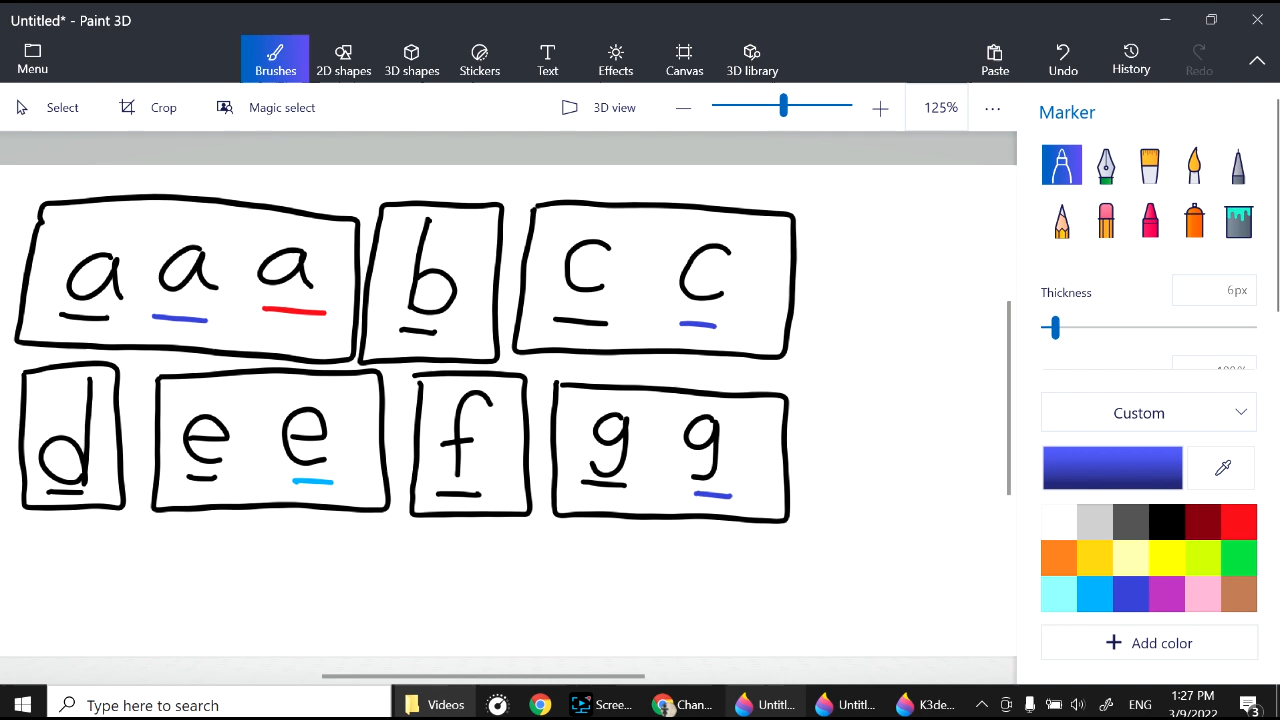 Untitled* - Paint 3D
Menu Brushes 2D shapes 3D shapes Stickers Text Effects Canvas 3D library Paste Undo History Redo
Select Crop Magic select 3D view 125% ...
Marker
Thickness 6px
Custom
Add color
a a a b c c
d e e f g g
Type here to search Videos Scree... Chan... Untitl... Untitl... K3de... ENG 1:27 PM
3/9/2022 3